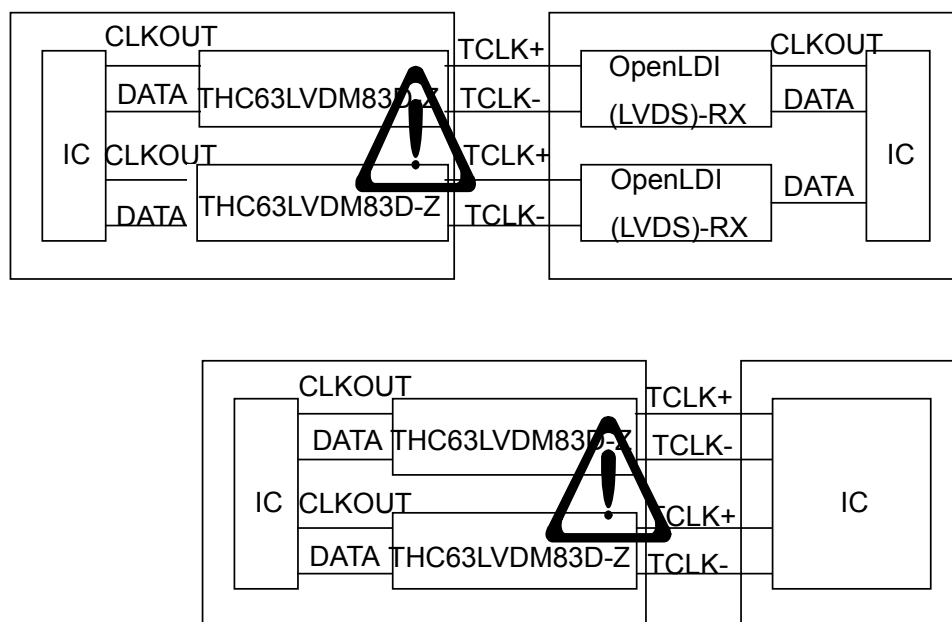 CLKOUT
TCLK+
CLKOUT
OpenLDI
DATA
THC63LVDM83D-Z
TCLK-
DATA
(LVDS)-RX
IC
CLKOUT
TCLK+
IC
OpenLDI
DATA
DATA
THC63LVDM83D-Z
TCLK-
(LVDS)-RX
CLKOUT
TCLK+
DATA
THC63LVDM83D-Z
TCLK-
IC
CLKOUT
TCLK+
IC
DATA
THC63LVDM83D-Z
TCLK-